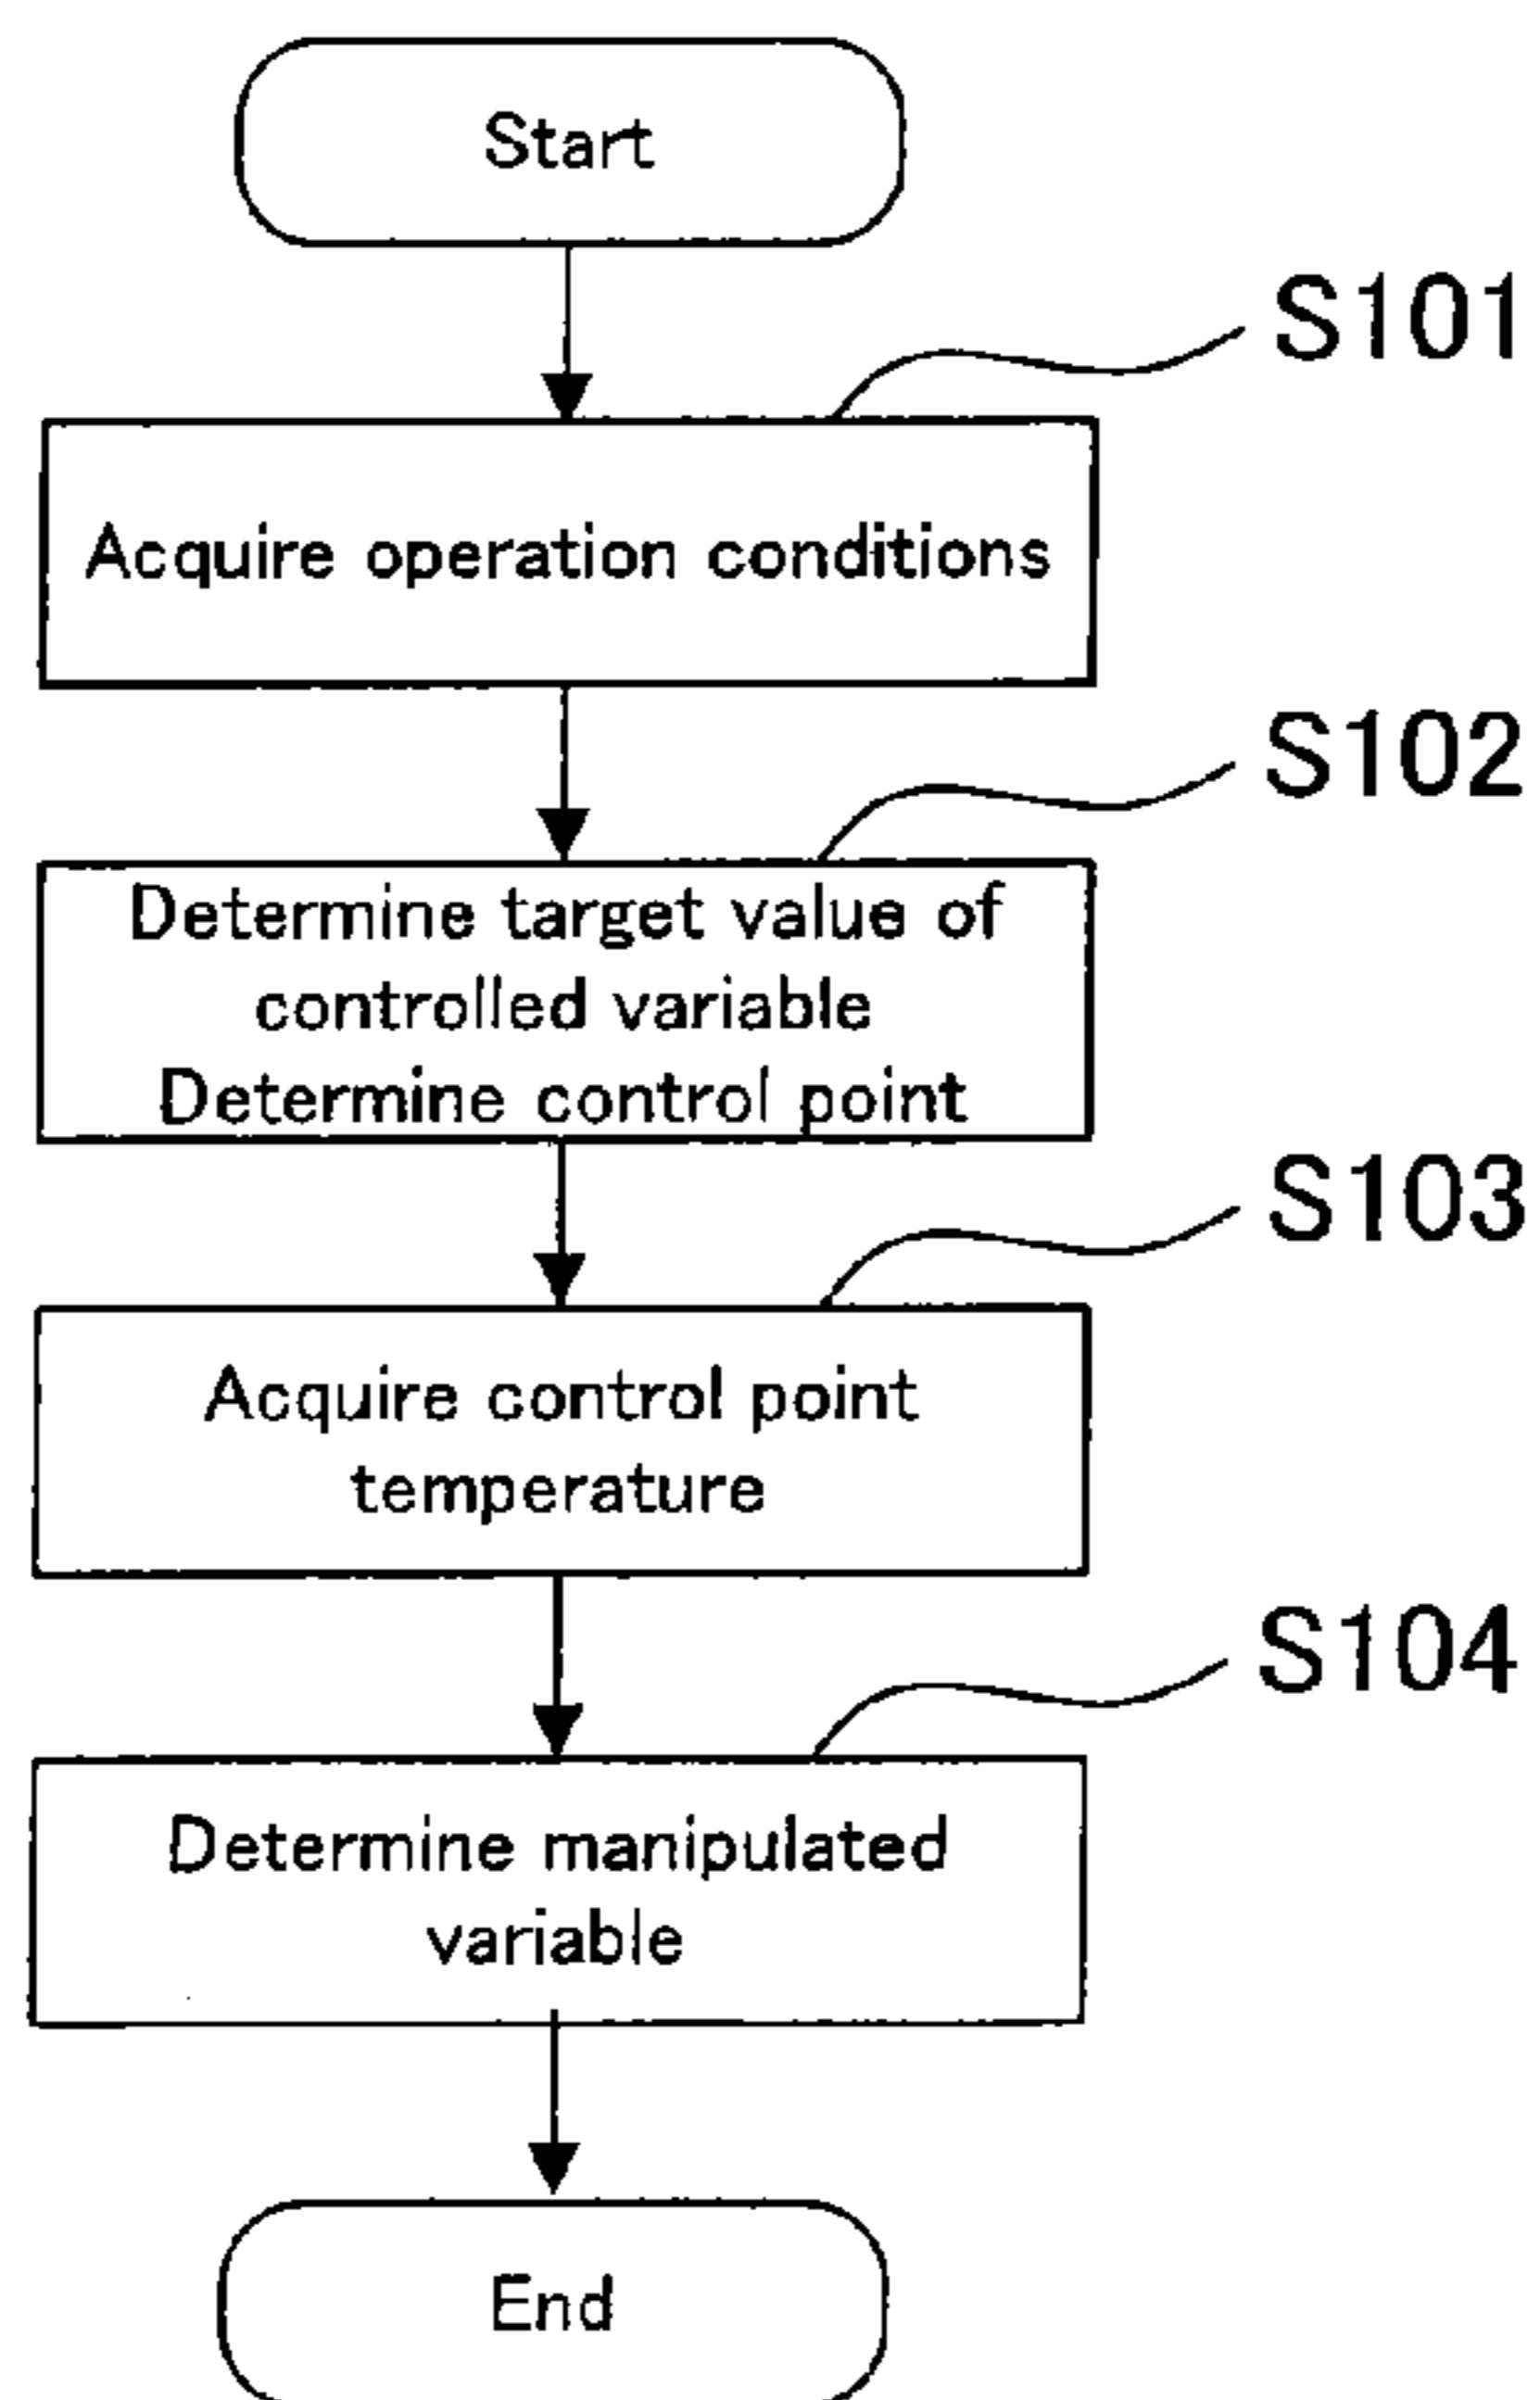 Start
S101
Acquire operation conditions
S102
Determine target value of
controlled variable
Determine control point
S103
Acquire control point
temperature
S104
Determine manipulated
variable
End